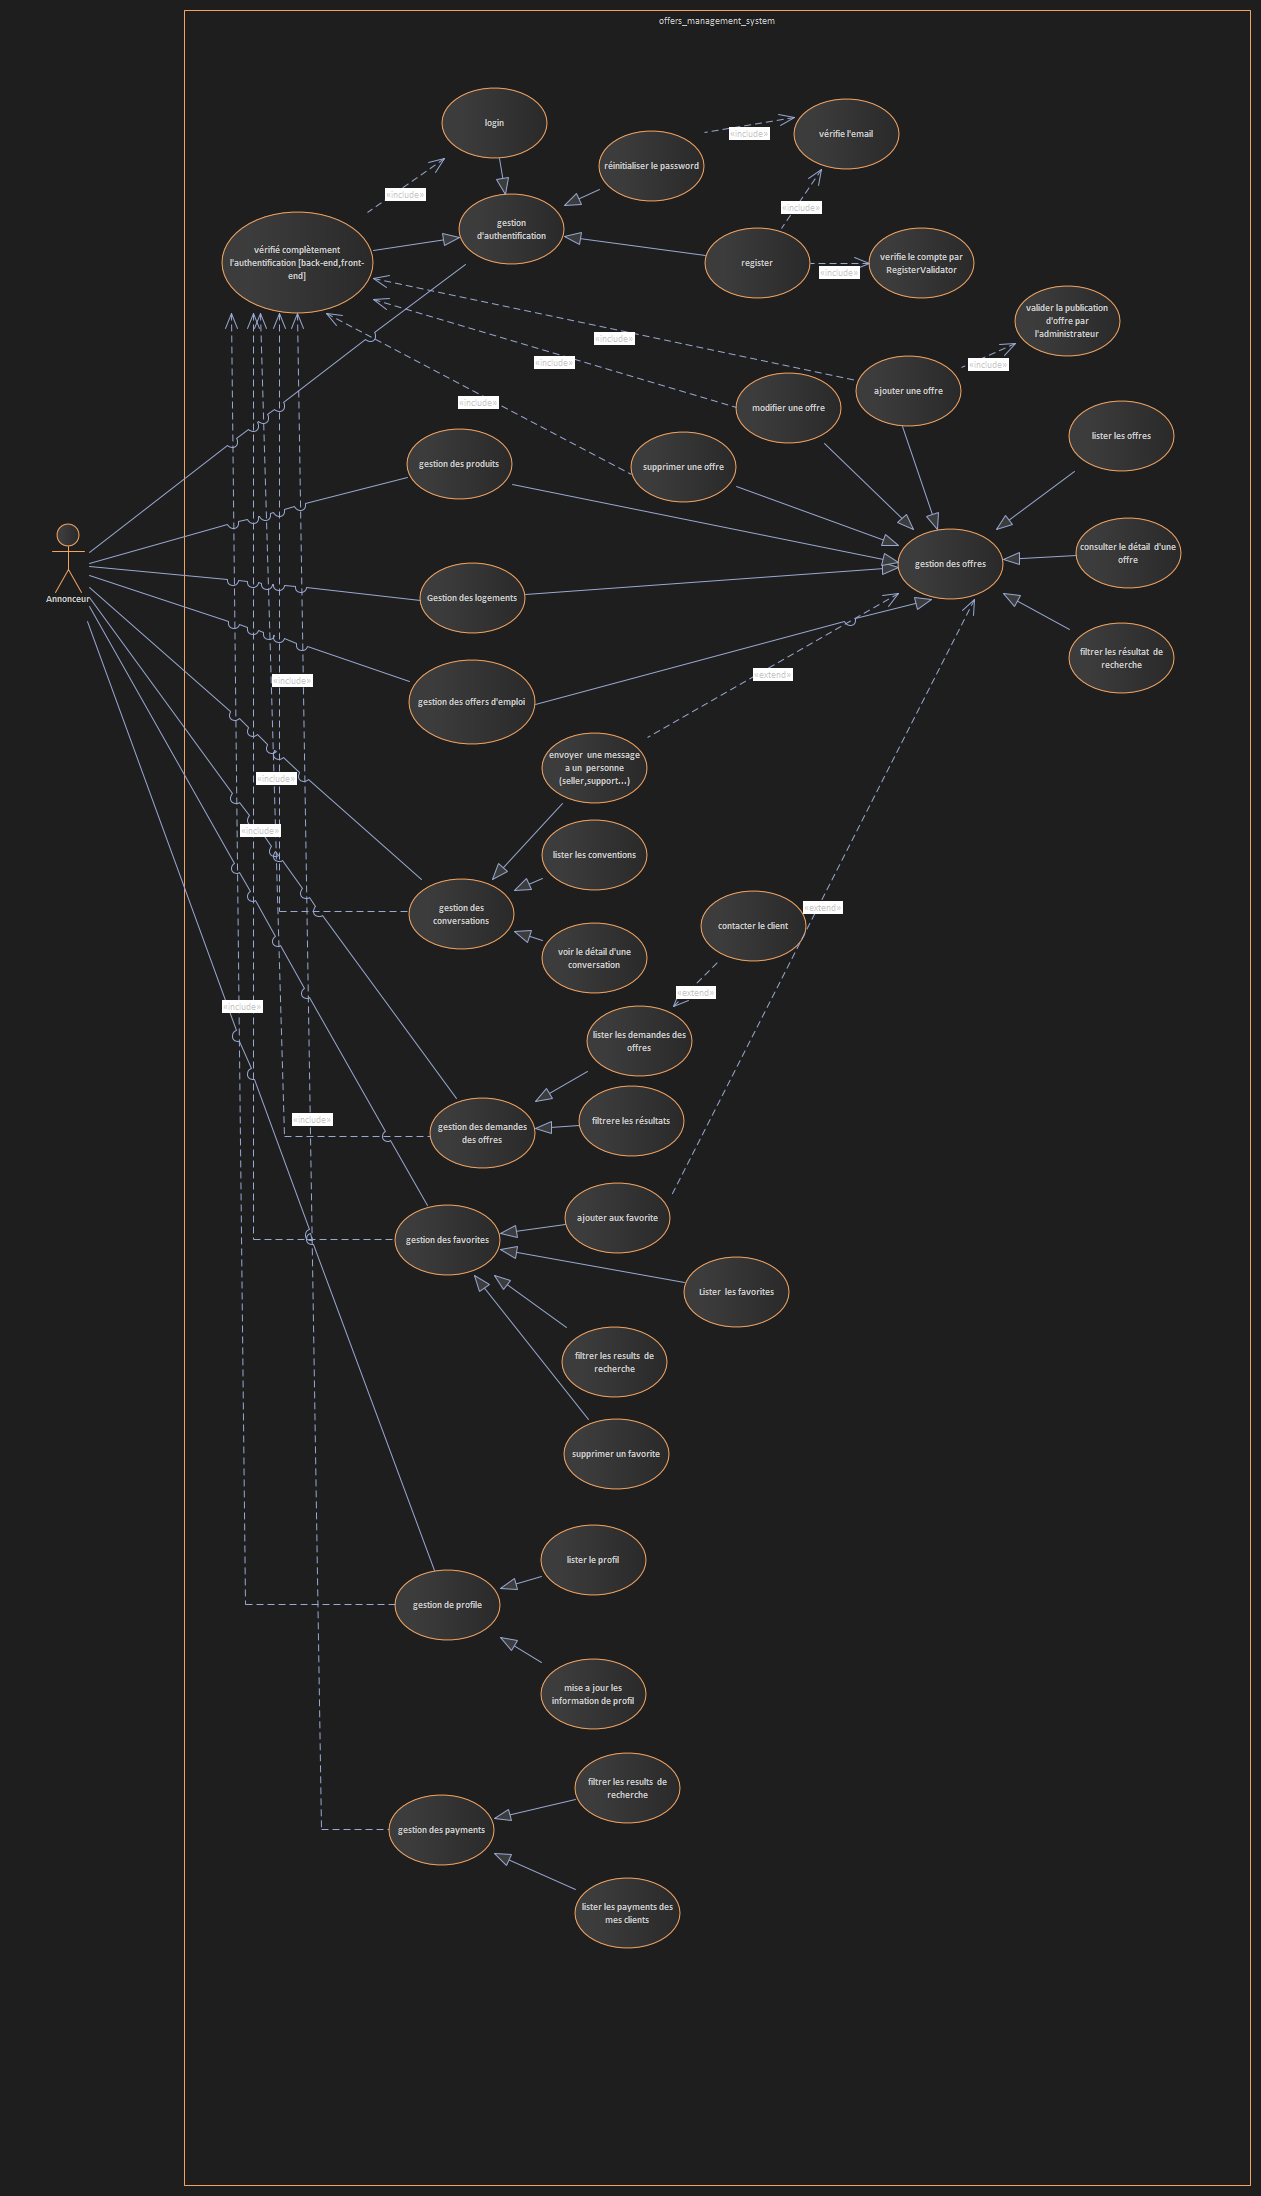 offers_management_system
login
«include»
vérifie l'email
réinitialiser le password
«include»
«include»
gestion
d'authentification
vérifié complètement
l'authentification [back-end,front-
end]
register
verifie le compte par
RegisterValidator
«include»
valider la publication
d'offre par
l'administrateur
«include»
«include»
«include»
ajouter une offre
«include»
modifier une offre
lister les offres
gestion des produits
supprimer une offre
consulter le détail d'une
offre
gestion des offres
Annonceur
Gestion des logements
filtrer les résultat de
recherche
«extend»
«include»
gestion des offers d'emploi
envoyer une message
a un personne
(seller,support...)
«include»
«include»
lister les conventions
gestion des
conversations
«extend»
contacter le client
voir le détail d'une
conversation
«extend»
«include»
lister les demandes des
offres
«include»
filtrere les résultats
gestion des demandes
des offres
ajouter aux favorite
gestion des favorites
Lister les favorites
filtrer les results de
recherche
supprimer un favorite
lister le profil
gestion de profile
mise a jour les
information de profil
filtrer les results de
recherche
gestion des payments
lister les payments des
mes clients